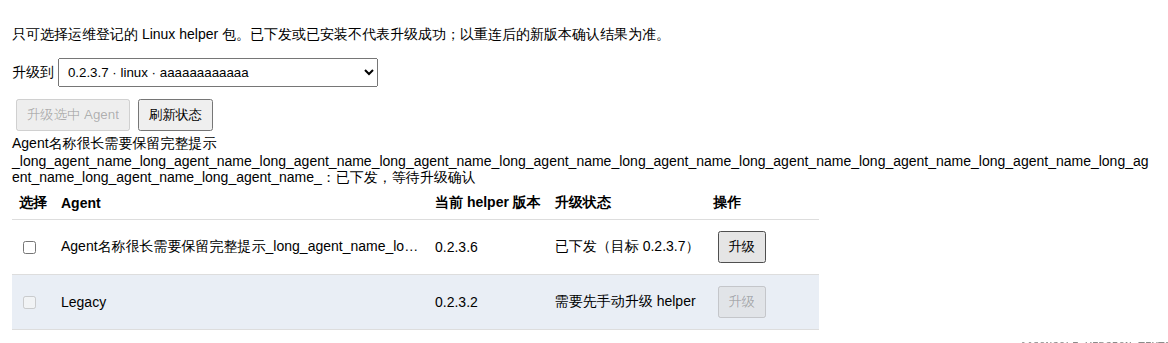 只可选择运维登记的 Linux helper 包。已下发或已安装不代表升级成功；以重连后的新版本确认结果为准。
升级到 0.2.3.7 · linux · aaaaaaaaaaaa
升级选中 Agent 刷新状态
Agent名称很长需要保留完整提示
_long_agent_name_long_agent_name_long_agent_name_long_agent_name_long_agent_name_long_agent_name_long_agent_name_long_agent_name_long_agent_name_long_ag
ent_name_long_agent_name_long_agent_name_：已下发，等待升级确认
选择 Agent 当前 helper 版本 升级状态 操作
Agent名称很长需要保留完整提示_long_agent_name_lo… 0.2.3.6 已下发（目标 0.2.3.7） 升级
Legacy 0.2.3.2 需要先手动升级 helper 升级